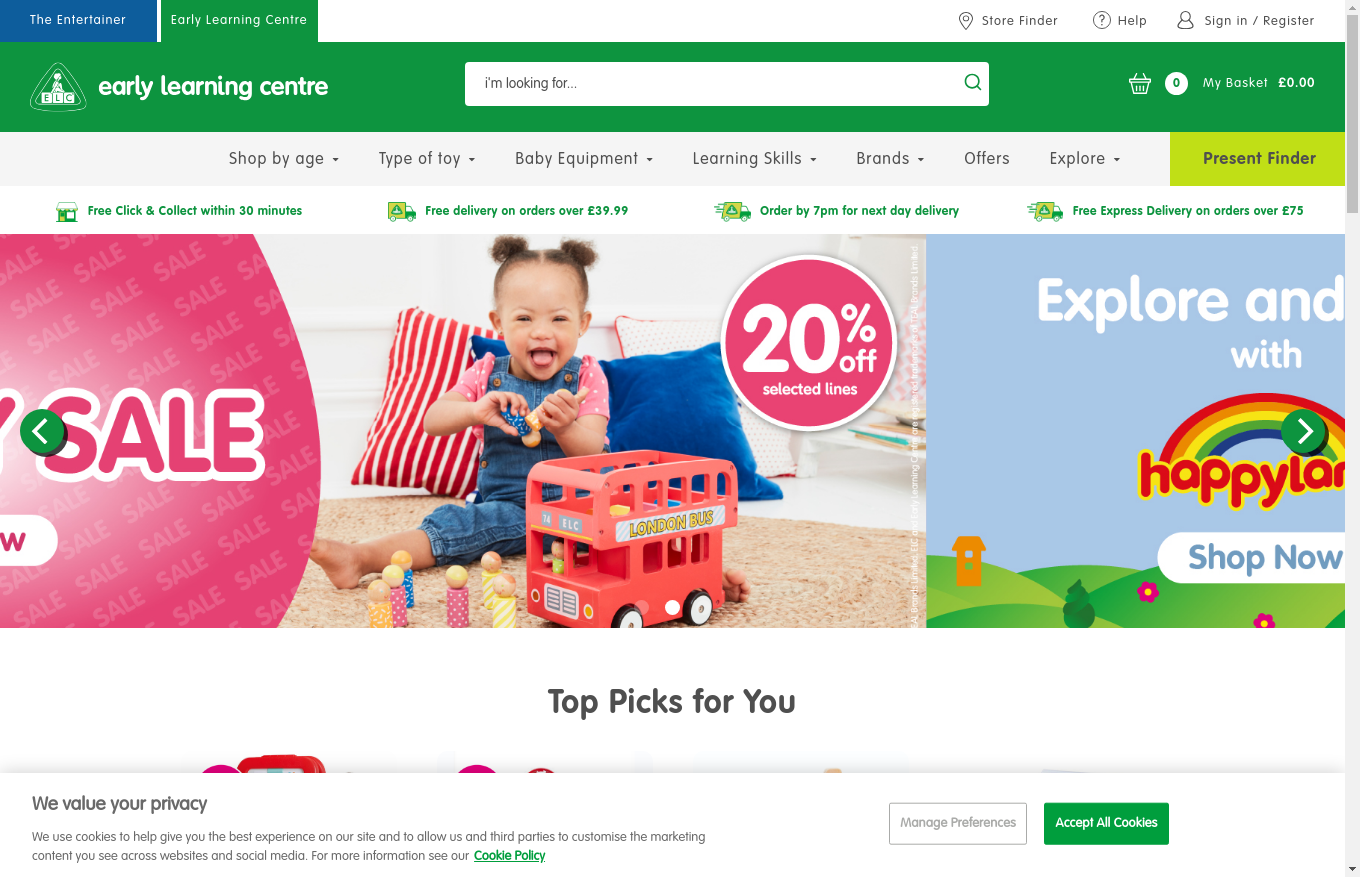 The Entertainer
Early Learning Centre
Store Finder
Help
Sign in / Register
ELC
early learning centre
i'm looking for...
0
My Basket £0.00
Shop by age
Type of toy
Baby Equipment
Learning Skills
Brands
Offers
Explore
Present Finder
Free Click & Collect within 30 minutes
Free delivery on orders over £39.99
Order by 7pm for next day delivery
Free Express Delivery on orders over £75
SALE
20% off
selected lines
74 ELC
LONDON BUS
Explore and
with
happylan
Shop Now
Top Picks for You
We value your privacy
We use cookies to help give you the best experience on our site and to allow us and third parties to customise the marketing
content you see across websites and social media. For more information see our Cookie Policy
Manage Preferences
Accept All Cookies